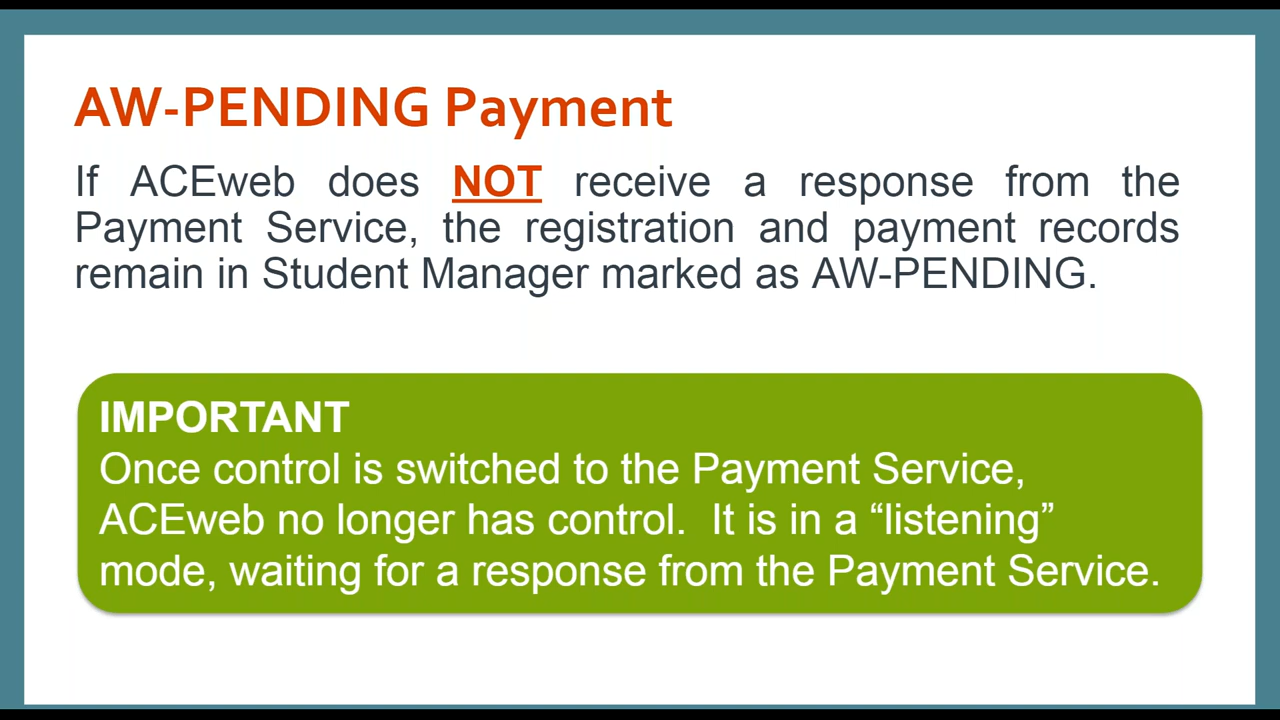 AW-PENDING Payment
If ACEweb does NOT receive a response from the
Payment Service, the registration and payment records
remain in Student Manager marked as AW-PENDING.
IMPORTANT
Once control is switched to the Payment Service,
ACEweb no longer has control.  It is in a “listening”
mode, waiting for a response from the Payment Service.